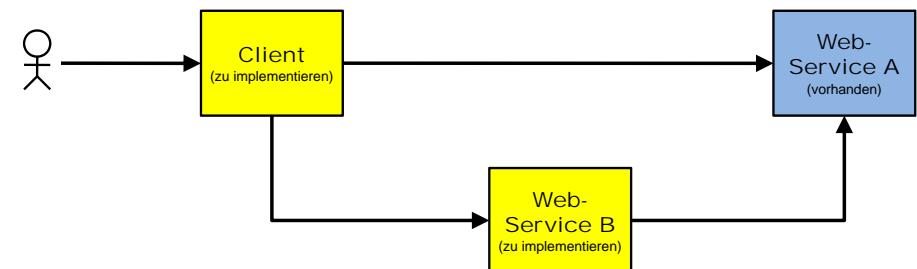 Client
(zu implementieren)
Web-
Service A
(vorhanden)
Web-
Service B
(zu implementieren)